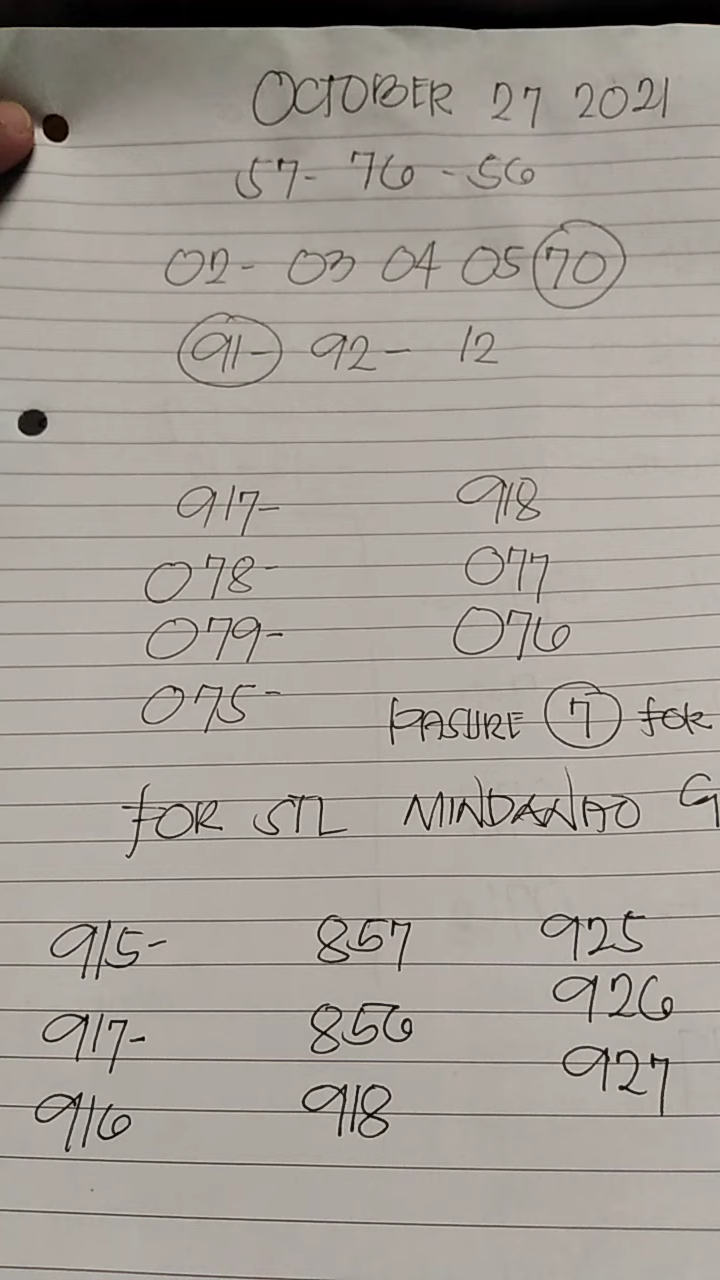 OCTOBER 27 2021
57- 76 - 56
02- 03 04 05 70
91- 92- 12
917- 918
078- 077
079- 076
075- PASURE 7 FOR
FOR STL MINDANAO G
915- 857 925
926
917- 856
927
916 918